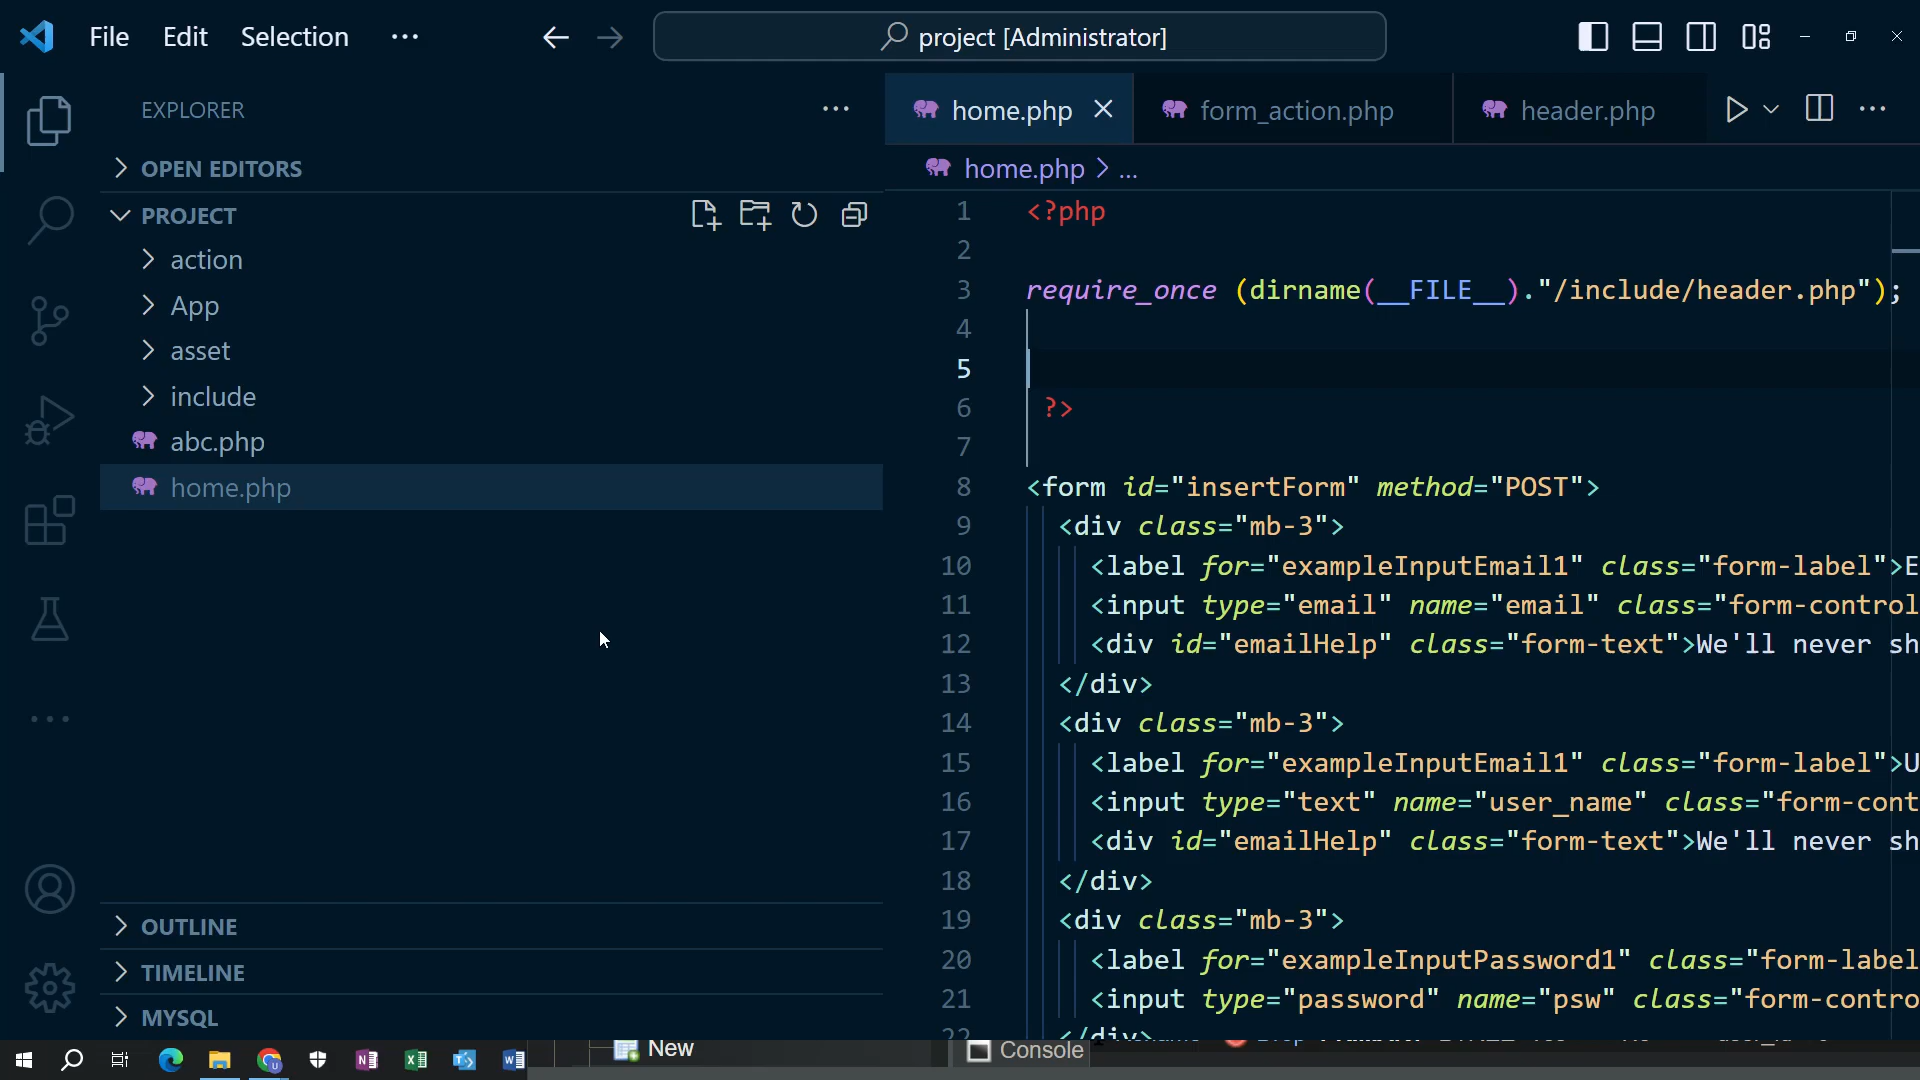 File Edit Selection ···
project [Administrator]
EXPLORER ···
OPEN EDITORS
PROJECT
action
App
asset
include
abc.php
home.php
OUTLINE
TIMELINE
MYSQL
home.php form_action.php header.php ···
home.php > ...
1 <?php
2
3 require_once (dirname(__FILE__)."/include/header.php");
4
5
6 ?>
7
8 <form id="insertForm" method="POST">
9 <div class="mb-3">
10 <label for="exampleInputEmail1" class="form-label">E
11 <input type="email" name="email" class="form-control
12 <div id="emailHelp" class="form-text">We'll never sh
13 </div>
14 <div class="mb-3">
15 <label for="exampleInputEmail1" class="form-label">U
16 <input type="text" name="user_name" class="form-cont
17 <div id="emailHelp" class="form-text">We'll never sh
18 </div>
19 <div class="mb-3">
20 <label for="exampleInputPassword1" class="form-label
21 <input type="password" name="psw" class="form-contro
22 </div>
New
Console